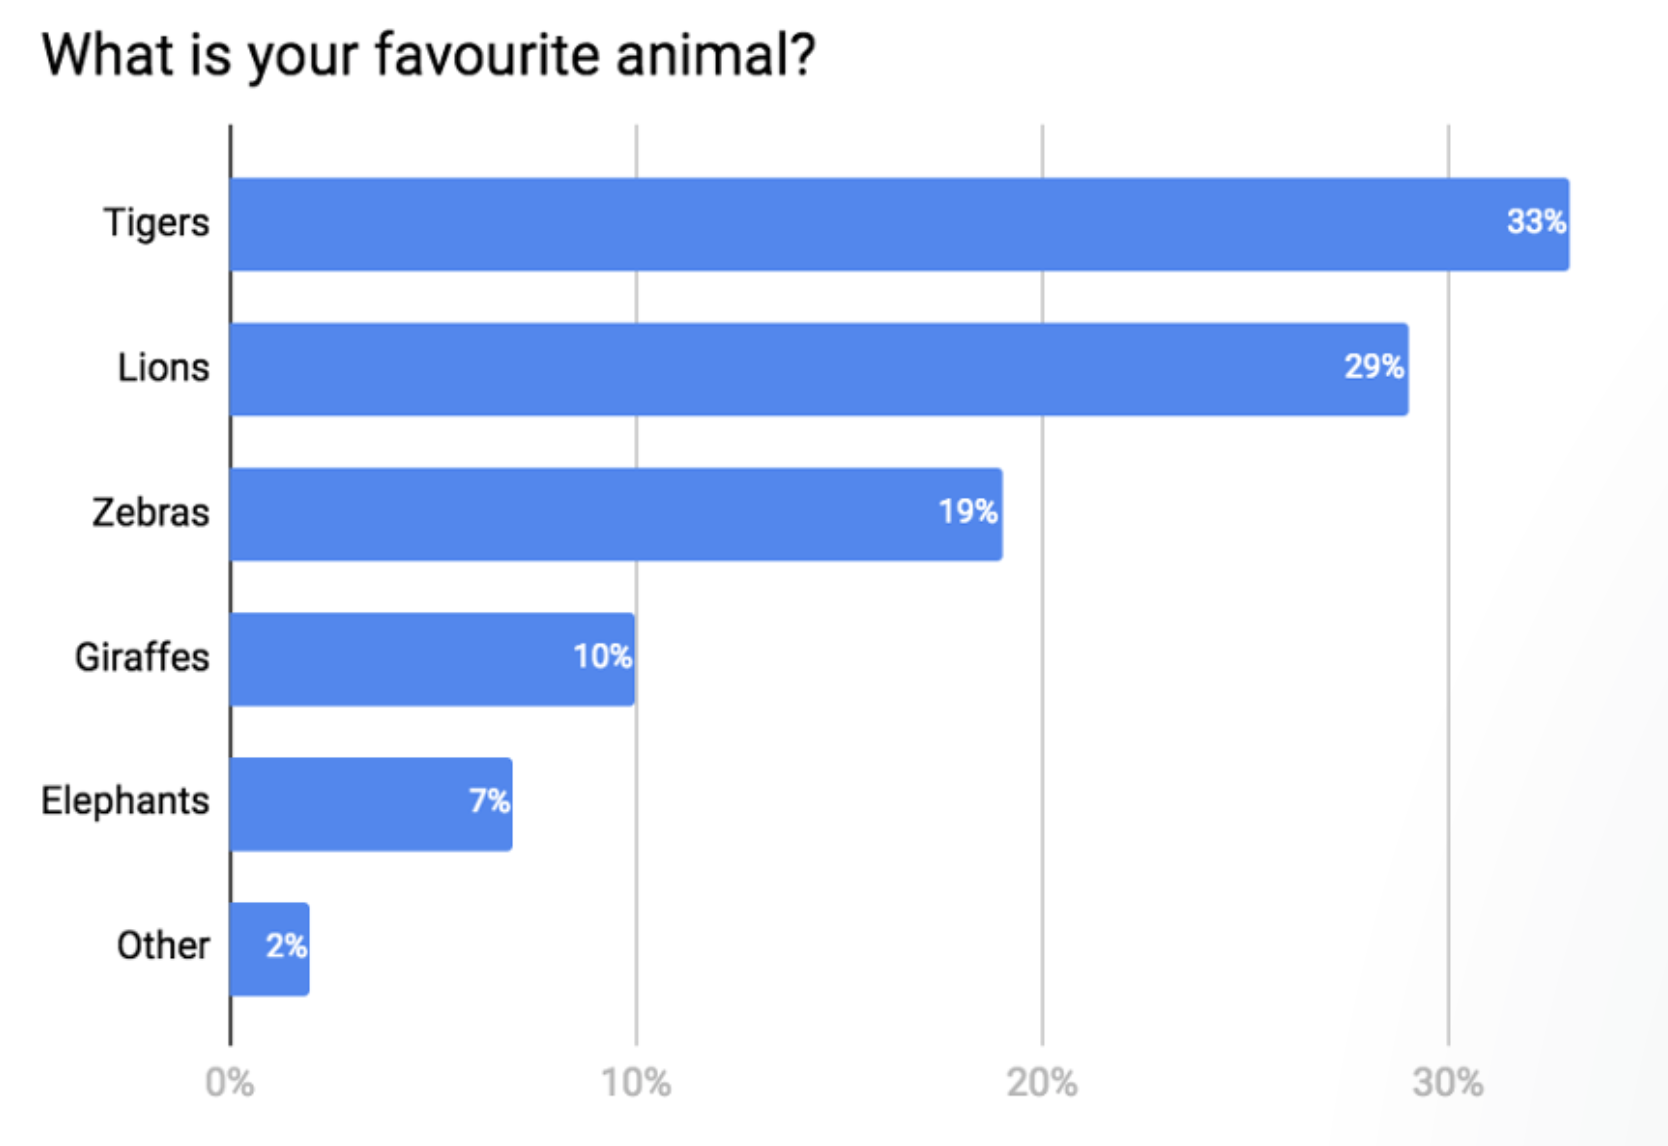 What is your favourite animal?
Tigers 33%
Lions 29%
Zebras 19%
Giraffes 10%
Elephants 7%
Other 2%
0% 10% 20% 30%